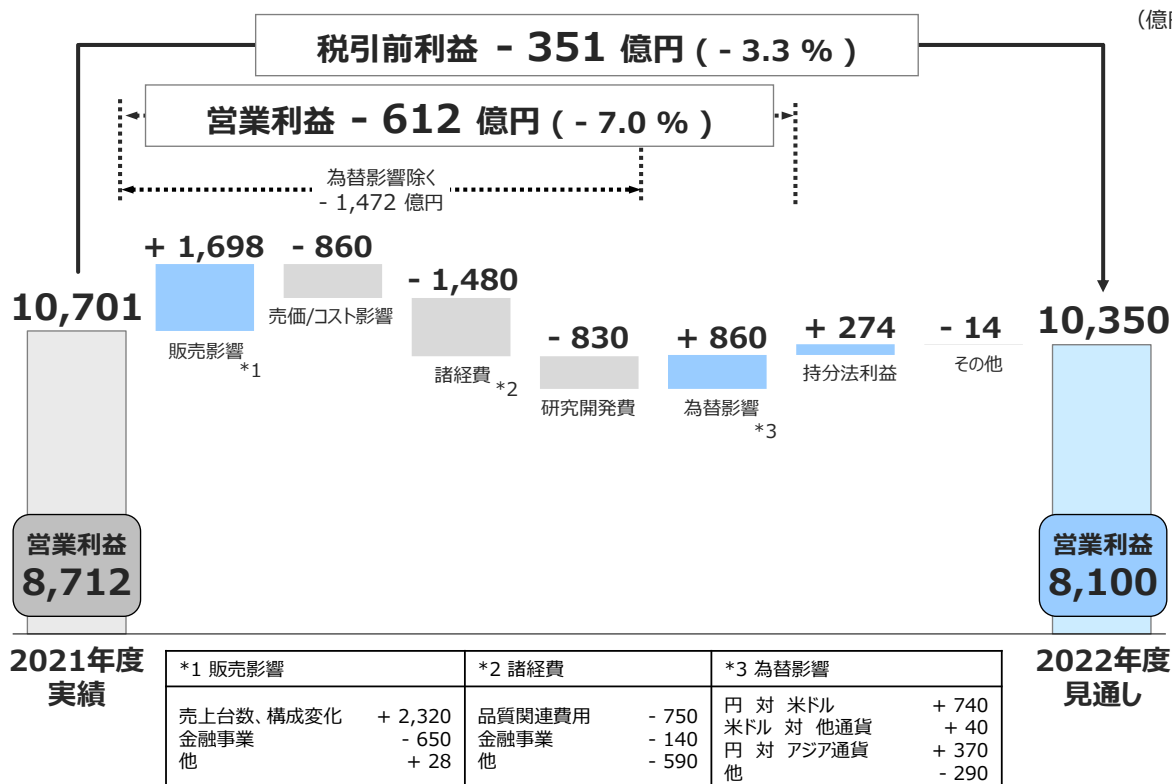 （億円
税引前利益 - 351 億円 ( - 3.3 % )
営業利益 - 612 億円 ( - 7.0 % )
為替影響除く
- 1,472 億円
+ 1,698
- 860
- 1,480
- 830
+ 860
+ 274
- 14
10,701
10,350
販売影響
*1
売価/コスト影響
諸経費
*2
研究開発費
為替影響
*3
持分法利益
その他
営業利益
8,712
営業利益
8,100
2021年度
実績
2022年度
見通し
*1 販売影響
売上台数、構成変化 + 2,320
金融事業 - 650
他 + 28
*2 諸経費
品質関連費用 - 750
金融事業 - 140
他 - 590
*3 為替影響
円 対 米ドル + 740
米ドル 対 他通貨 + 40
円 対 アジア通貨 + 370
他 - 290